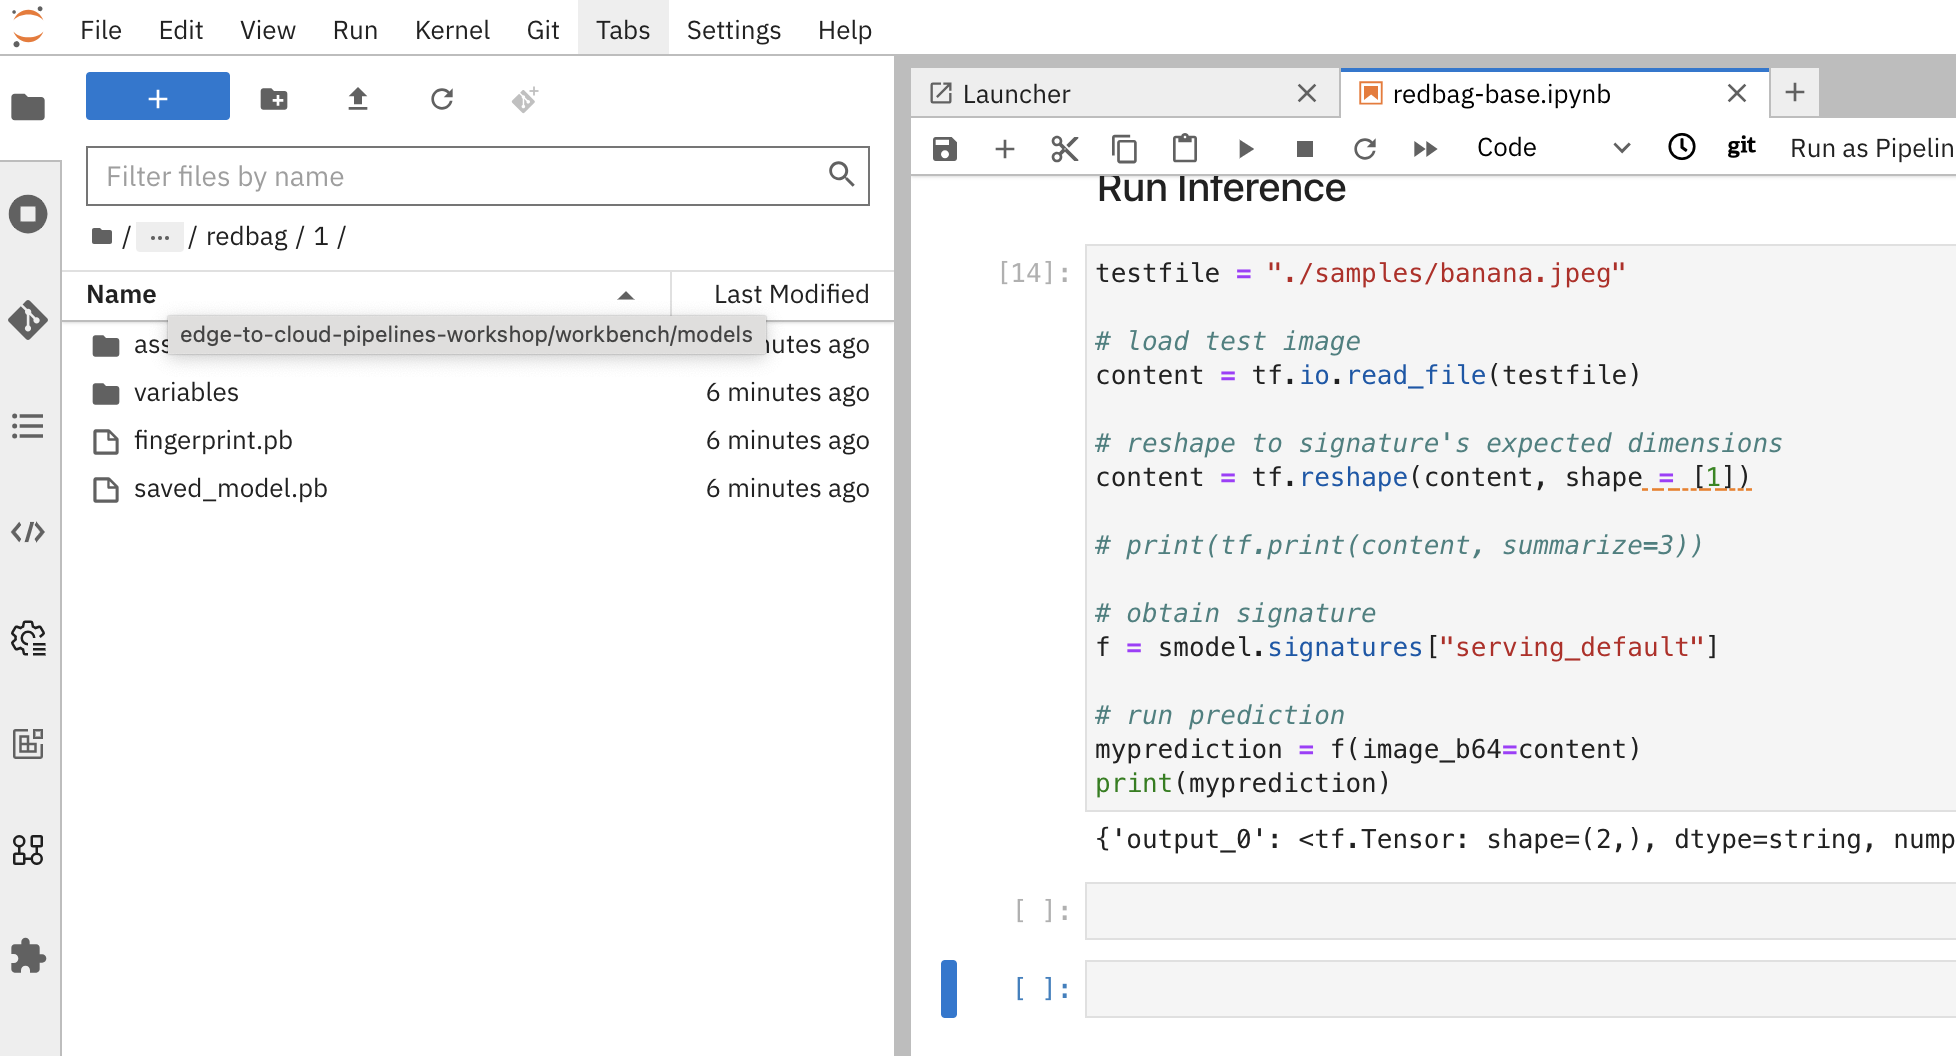 File Edit View Run Kernel Git Tabs Settings Help
+
Filter files by name
/ ... / redbag / 1 /
Name Last Modified
edge-to-cloud-pipelines-workshop/workbench/models
variables 6 minutes ago
fingerprint.pb 6 minutes ago
saved_model.pb 6 minutes ago
Launcher
redbag-base.ipynb
Code
git
Run as Pipelin
Run Inference
[14]:
testfile = "./samples/banana.jpeg"
# load test image
content = tf.io.read_file(testfile)
# reshape to signature's expected dimensions
content = tf.reshape(content, shape = [1])
# print(tf.print(content, summarize=3))
# obtain signature
f = smodel.signatures["serving_default"]
# run prediction
myprediction = f(image_b64=content)
print(myprediction)
{'output_0': <tf.Tensor: shape=(2,), dtype=string, nump
[ ]:
[ ]: